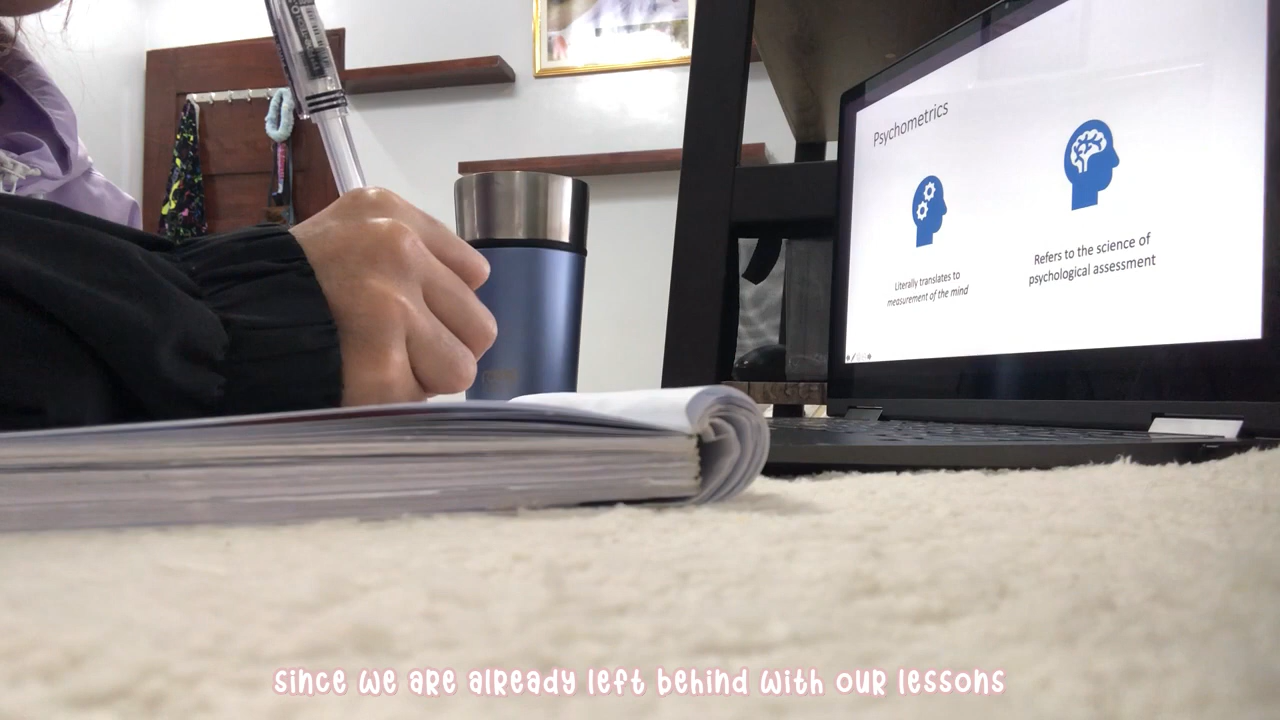 Psychometrics
Literally translates to
measurement of the mind
Refers to the science of
psychological assessment
since we are already left behind with our lessons